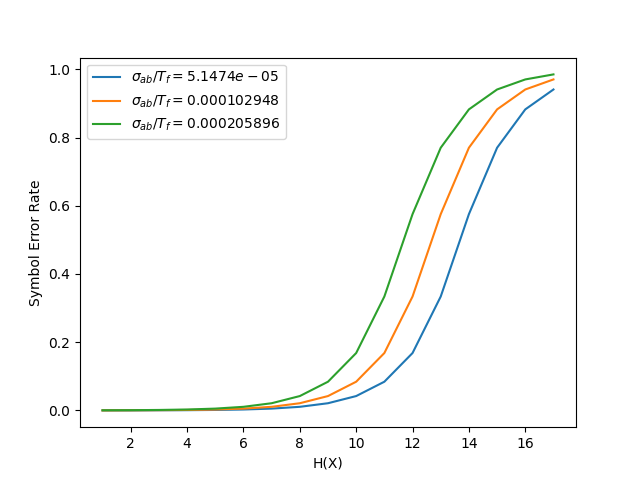 σab/Tf = 5.1474e − 05
σab/Tf = 0.000102948
σab/Tf = 0.000205896
1.0
0.8
0.6
0.4
0.2
0.0
Symbol Error Rate
2 4 6 8 10 12 14 16
H(X)